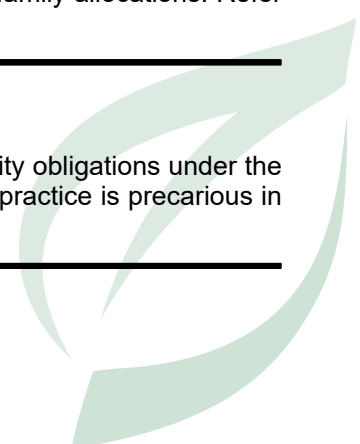 family allocations. Refer
ity obligations under the
practice is precarious in